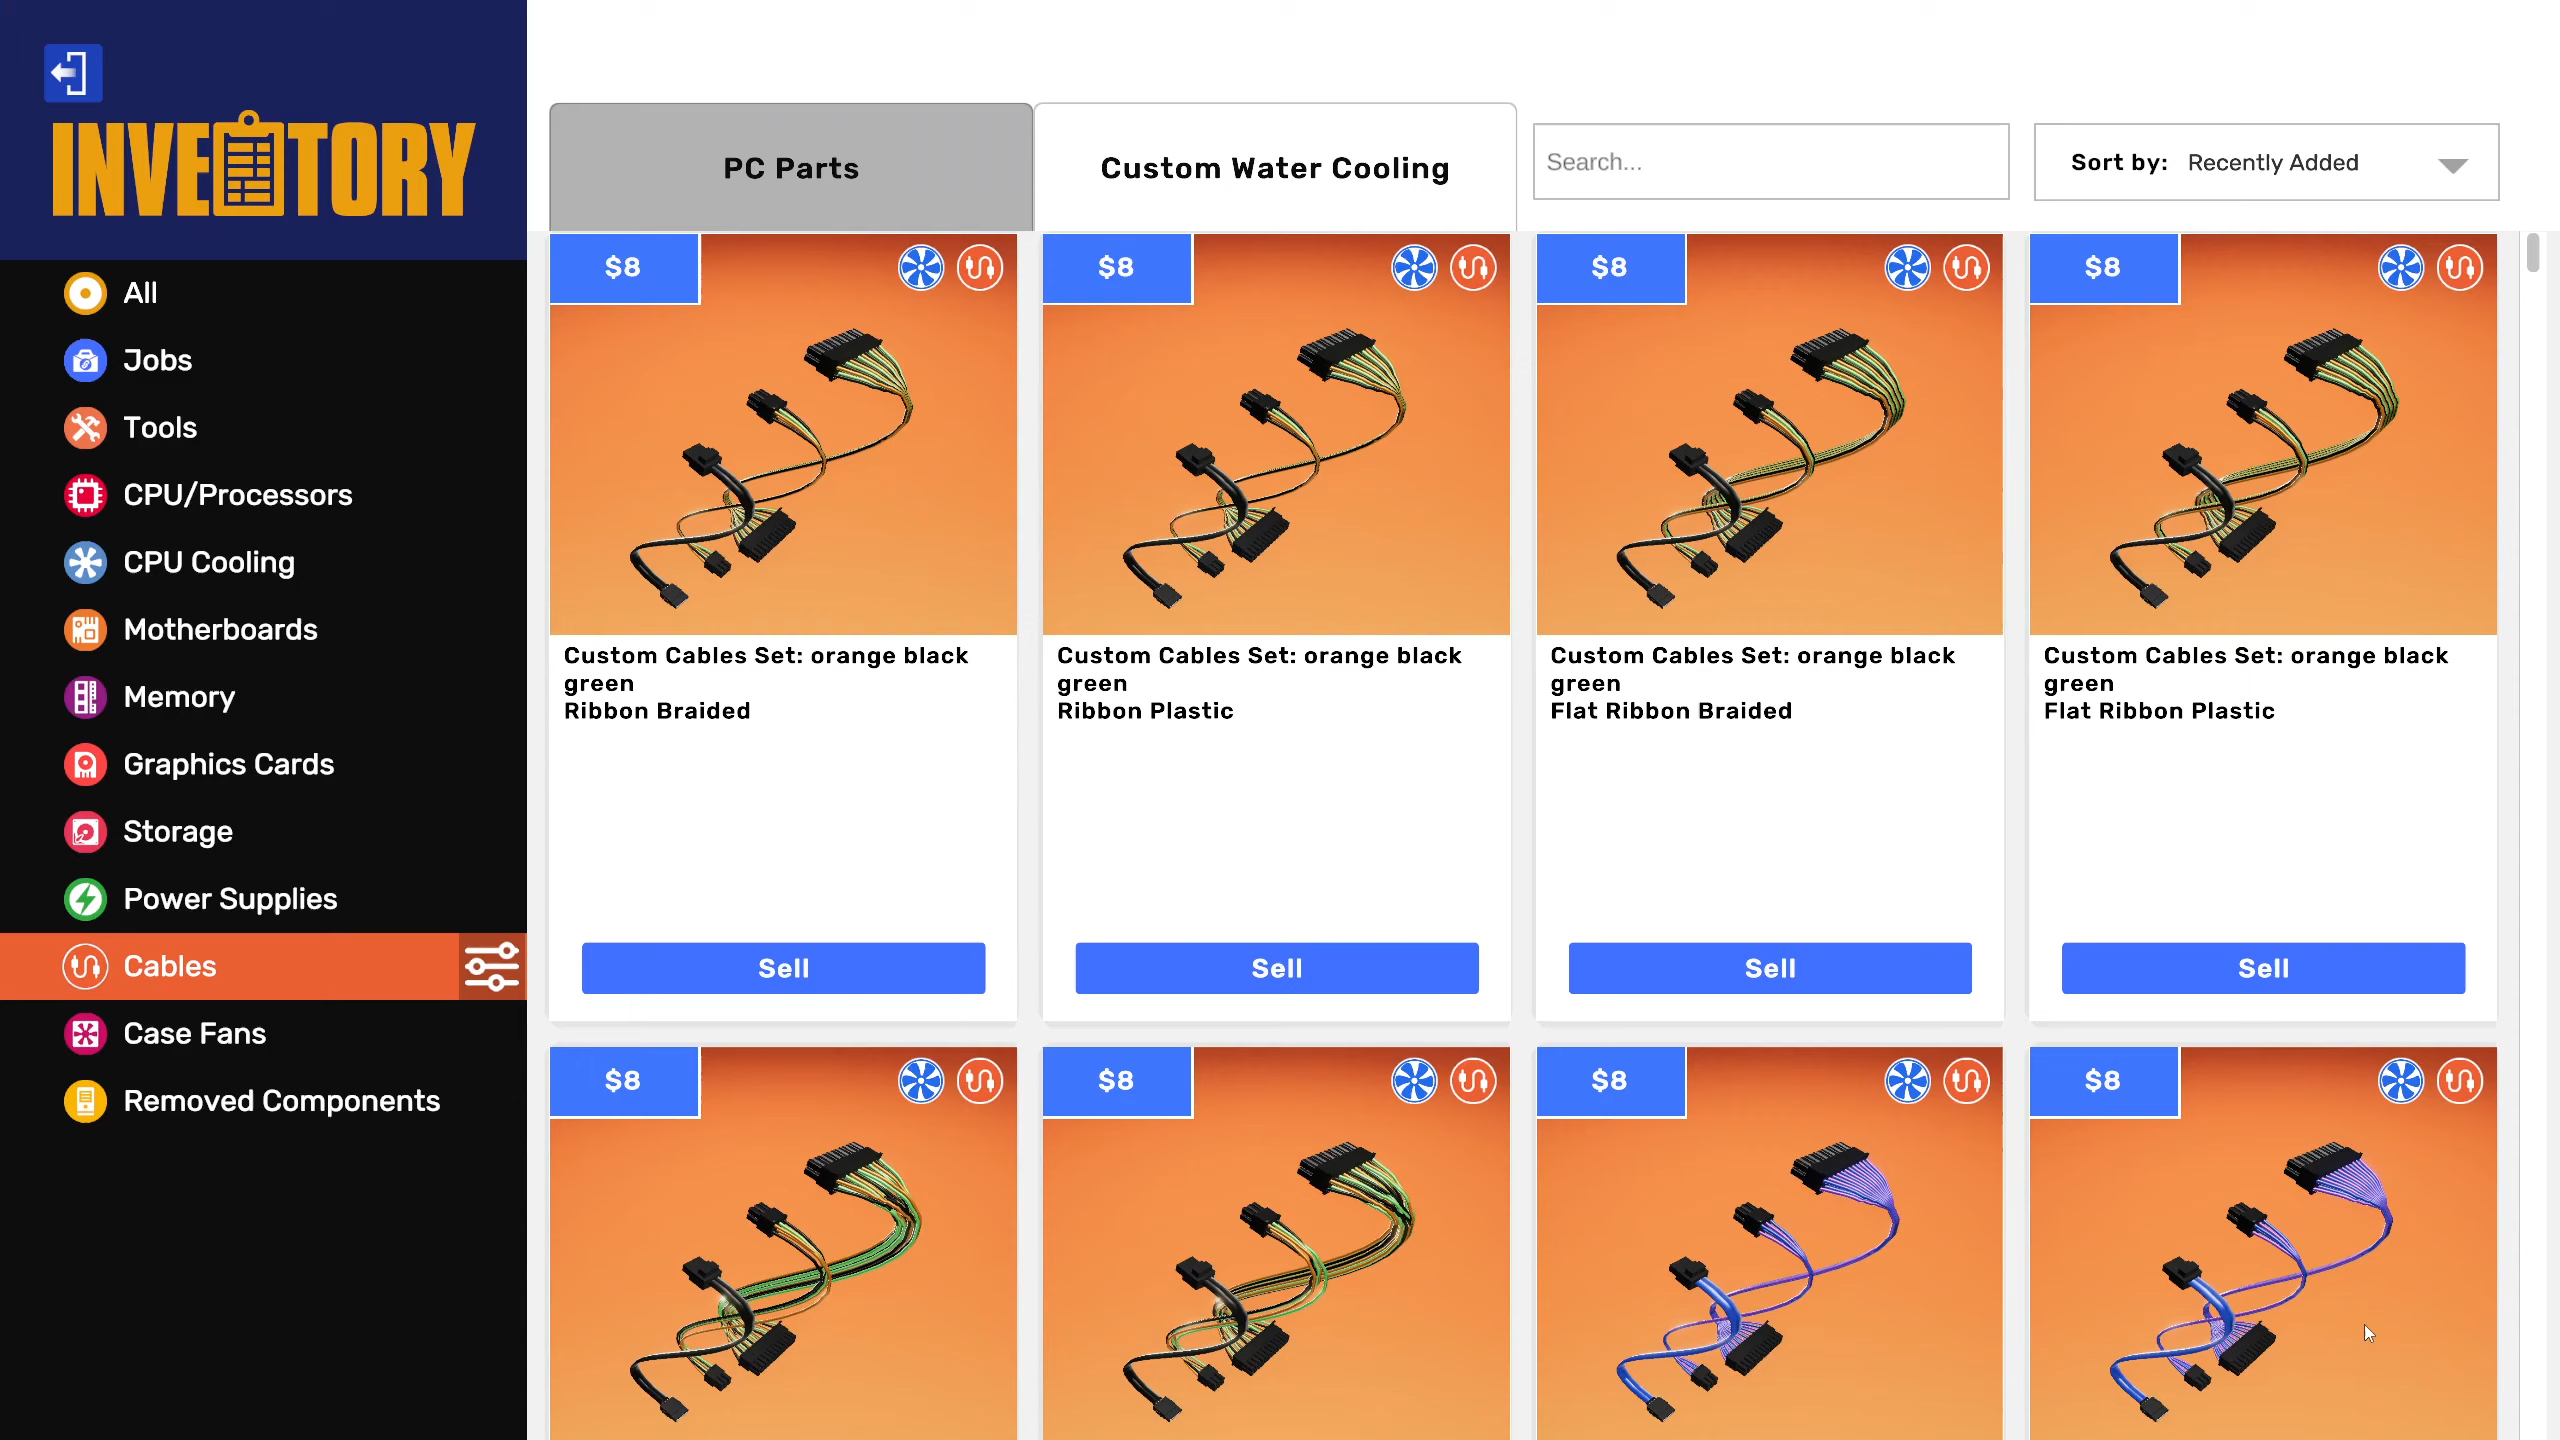 INVENTORY
All
Jobs
Tools
CPU/Processors
CPU Cooling
Motherboards
Memory
Graphics Cards
Storage
Power Supplies
Cables
Case Fans
Removed Components
PC Parts
Custom Water Cooling
Search...
Sort by: Recently Added
$8
$8
$8
$8
Custom Cables Set: orange black
green
Ribbon Braided
Custom Cables Set: orange black
green
Ribbon Plastic
Custom Cables Set: orange black
green
Flat Ribbon Braided
Custom Cables Set: orange black
green
Flat Ribbon Plastic
Sell
Sell
Sell
Sell
$8
$8
$8
$8